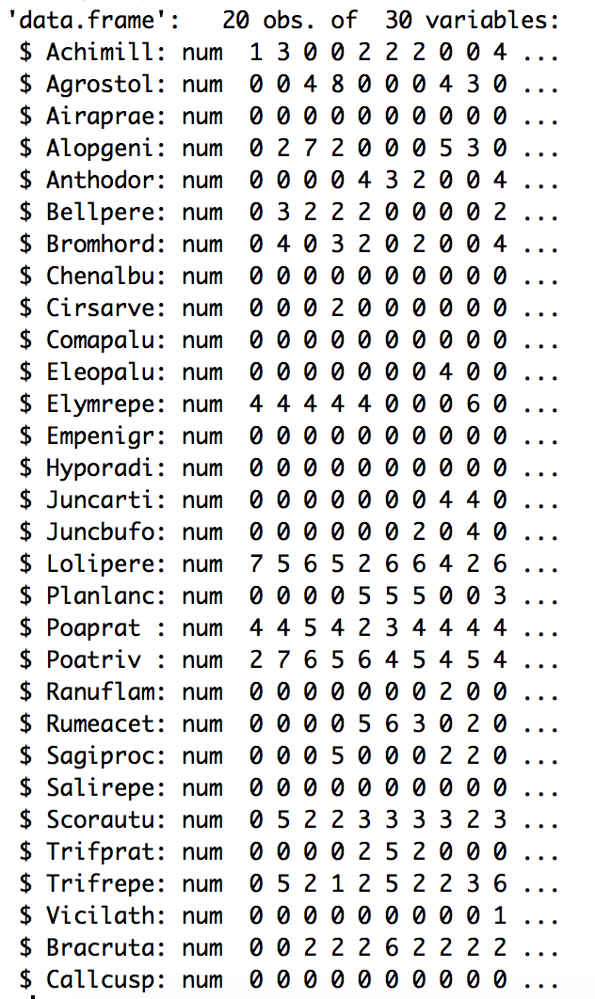 'data.frame':	20 obs. of  30 variables:
 $ Achimill: num  1 3 0 0 2 2 2 0 0 4 ...
 $ Agrostol: num  0 0 4 8 0 0 0 4 3 0 ...
 $ Airaprae: num  0 0 0 0 0 0 0 0 0 0 ...
 $ Alopgeni: num  0 2 7 2 0 0 0 5 3 0 ...
 $ Anthodor: num  0 0 0 0 4 3 2 0 0 4 ...
 $ Bellpere: num  0 3 2 2 2 0 0 0 0 2 ...
 $ Bromhord: num  0 4 0 3 2 0 2 0 0 4 ...
 $ Chenalbu: num  0 0 0 0 0 0 0 0 0 0 ...
 $ Cirsarve: num  0 0 0 2 0 0 0 0 0 0 ...
 $ Comapalu: num  0 0 0 0 0 0 0 0 0 0 ...
 $ Eleopalu: num  0 0 0 0 0 0 0 4 0 0 ...
 $ Elymrepe: num  4 4 4 4 4 0 0 0 6 0 ...
 $ Empenigr: num  0 0 0 0 0 0 0 0 0 0 ...
 $ Hyporadi: num  0 0 0 0 0 0 0 0 0 0 ...
 $ Juncarti: num  0 0 0 0 0 0 0 4 4 0 ...
 $ Juncbufo: num  0 0 0 0 0 0 2 0 4 0 ...
 $ Lolipere: num  7 5 6 5 2 6 6 4 2 6 ...
 $ Planlanc: num  0 0 0 0 5 5 5 0 0 3 ...
 $ Poaprat : num  4 4 5 4 2 3 4 4 4 4 ...
 $ Poatriv : num  2 7 6 5 6 4 5 4 5 4 ...
 $ Ranuflam: num  0 0 0 0 0 0 0 2 0 0 ...
 $ Rumeacet: num  0 0 0 0 5 6 3 0 2 0 ...
 $ Sagiproc: num  0 0 0 5 0 0 0 2 2 0 ...
 $ Salirepe: num  0 0 0 0 0 0 0 0 0 0 ...
 $ Scorautu: num  0 5 2 2 3 3 3 3 2 3 ...
 $ Trifprat: num  0 0 0 0 2 5 2 0 0 0 ...
 $ Trifrepe: num  0 5 2 1 2 5 2 2 3 6 ...
 $ Vicilath: num  0 0 0 0 0 0 0 0 0 1 ...
 $ Bracruta: num  0 0 2 2 2 6 2 2 2 2 ...
 $ Callcusp: num  0 0 0 0 0 0 0 0 0 0 ...